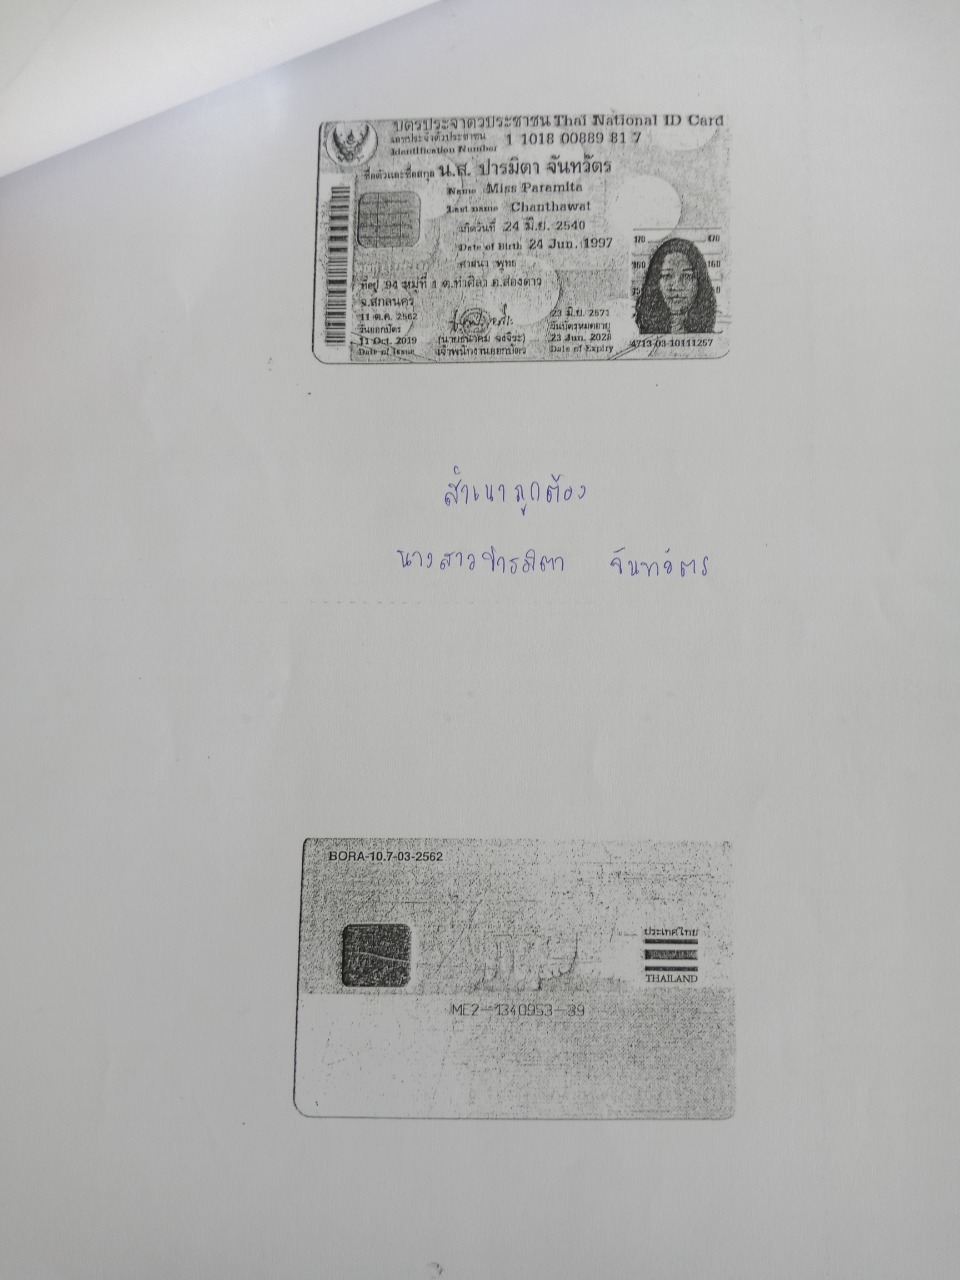 บัตรประจำตัวประชาชน Thai National ID Card
เลขประจำตัวประชาชน 1 1018 00889 81 7
Identification Number
ชื่อตัวและชื่อสกุล น.ส. ปารมิตา จันทวัตร
Name Miss Paramita
Last name Chanthawat
เกิดวันที่ 24 มิ.ย. 2540
Date of Birth 24 Jun. 1997
ศาสนา พุทธ
ที่อยู่ 94 หมู่ที่ 1 ต.ท่าศิลา อ.ส่องดาว
จ.สกลนคร
11 ต.ค. 2562
วันออกบัตร
11 Oct. 2019
Date of Issue
เจ้าพนักงานออกบัตร
23 มิ.ย. 2571
วันบัตรหมดอายุ
23 Jun. 2028
Date of Expiry
170 170
160 160
4713-03-10111257
สำเนาถูกต้อง
นางสาวปารมิตา จันทวัตร
BORA-10.7-03-2562
ประเทศไทย
THAILAND
ME2-1340953-39